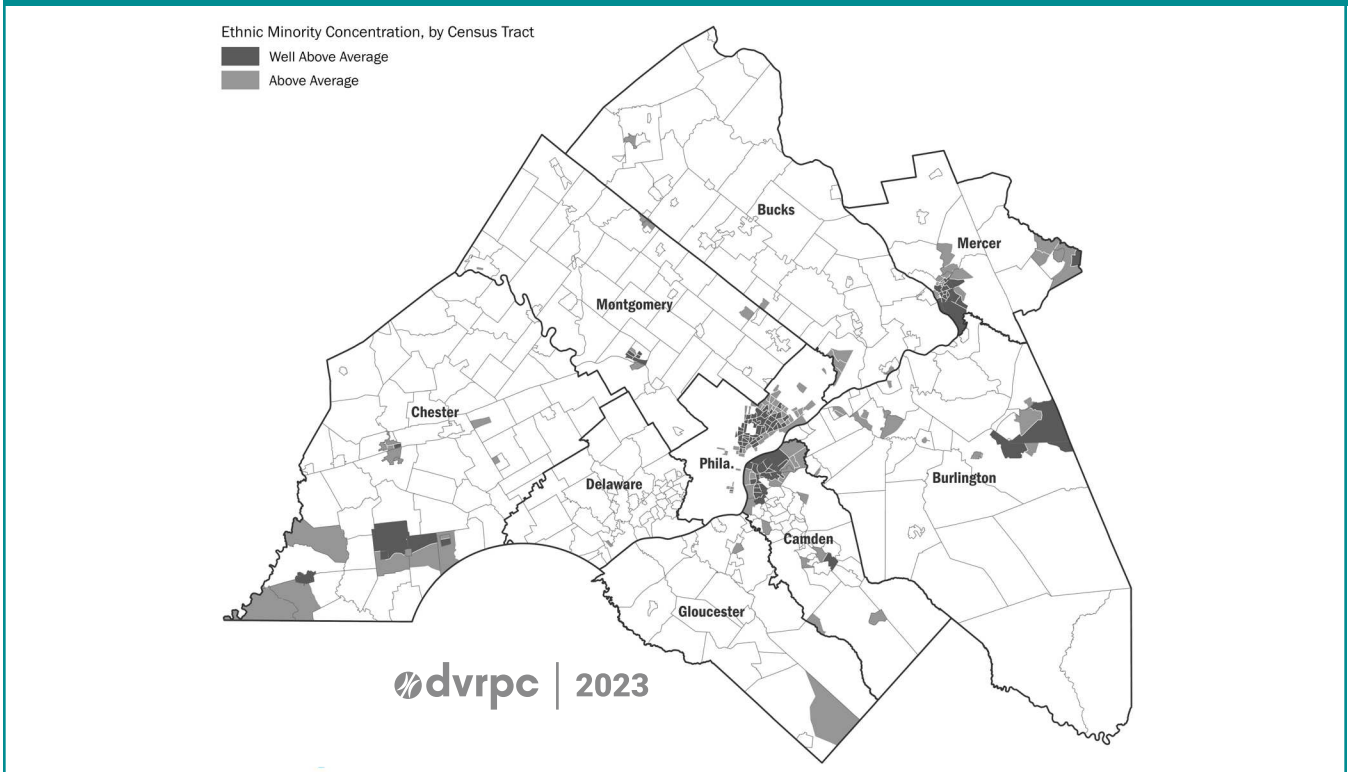 Ethnic Minority Concentration, by Census Tract
Well Above Average
Above Average
Bucks
Mercer
Montgomery
Chester
Phila.
Delaware
Burlington
Camden
Gloucester
dvrpc | 2023